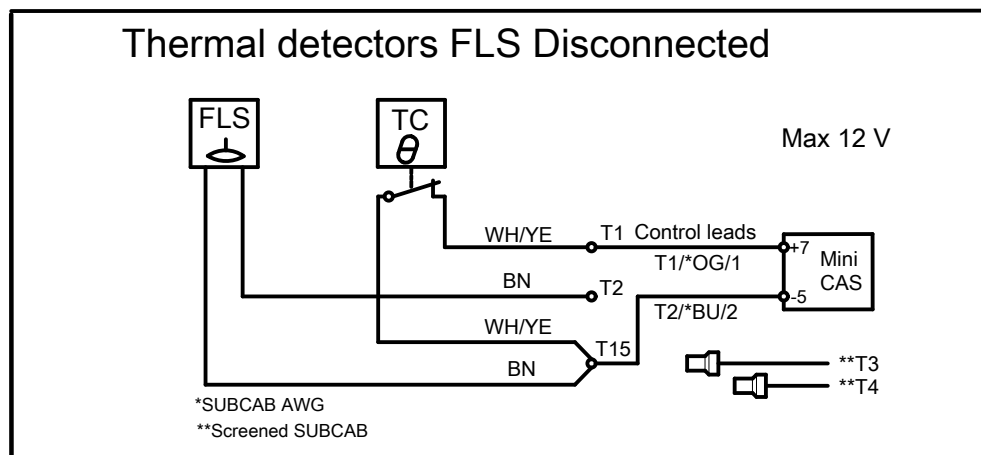 Thermal detectors FLS Disconnected
FLS
TC
θ
Max 12 V
WH/YE
T1
Control leads
+7
Mini
CAS
T1/*OG/1
BN
T2
-5
T2/*BU/2
WH/YE
T15
BN
**T3
**T4
*SUBCAB AWG
**Screened SUBCAB